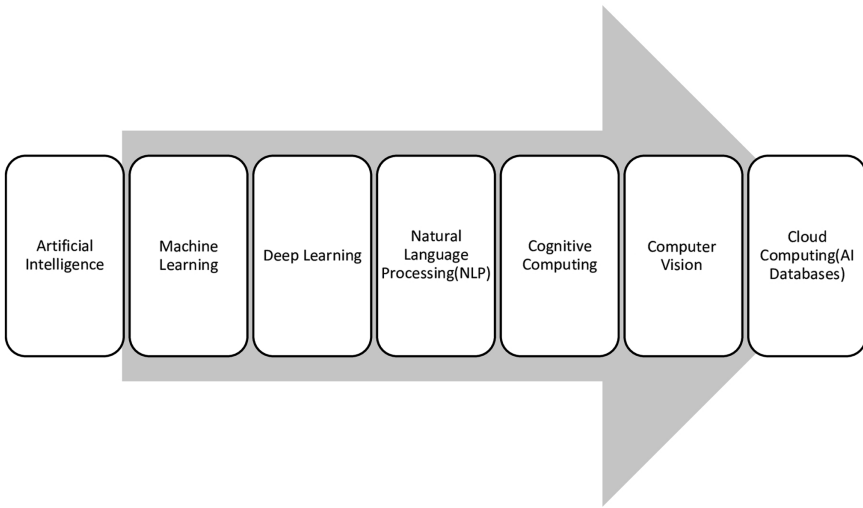 Artificial
Intelligence
Machine
Learning
Deep Learning
Natural
Language
Processing(NLP)
Cognitive
Computing
Computer
Vision
Cloud
Computing(AI
Databases)